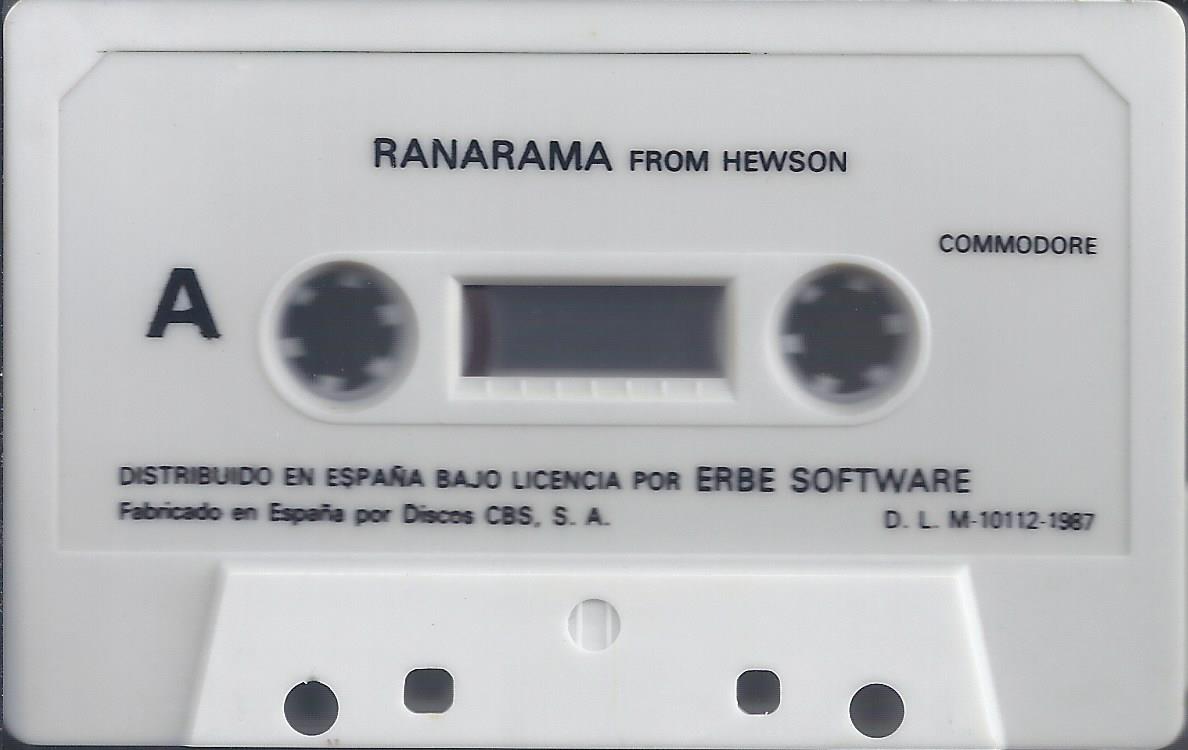 RANARAMA FROM HEWSON
COMMODORE
A
DISTRIBUIDO EN ESPAÑA BAJO LICENCIA POR ERBE SOFTWARE
Fabricado en España por Discos CBS, S. A.
D. L. M-10112-1987